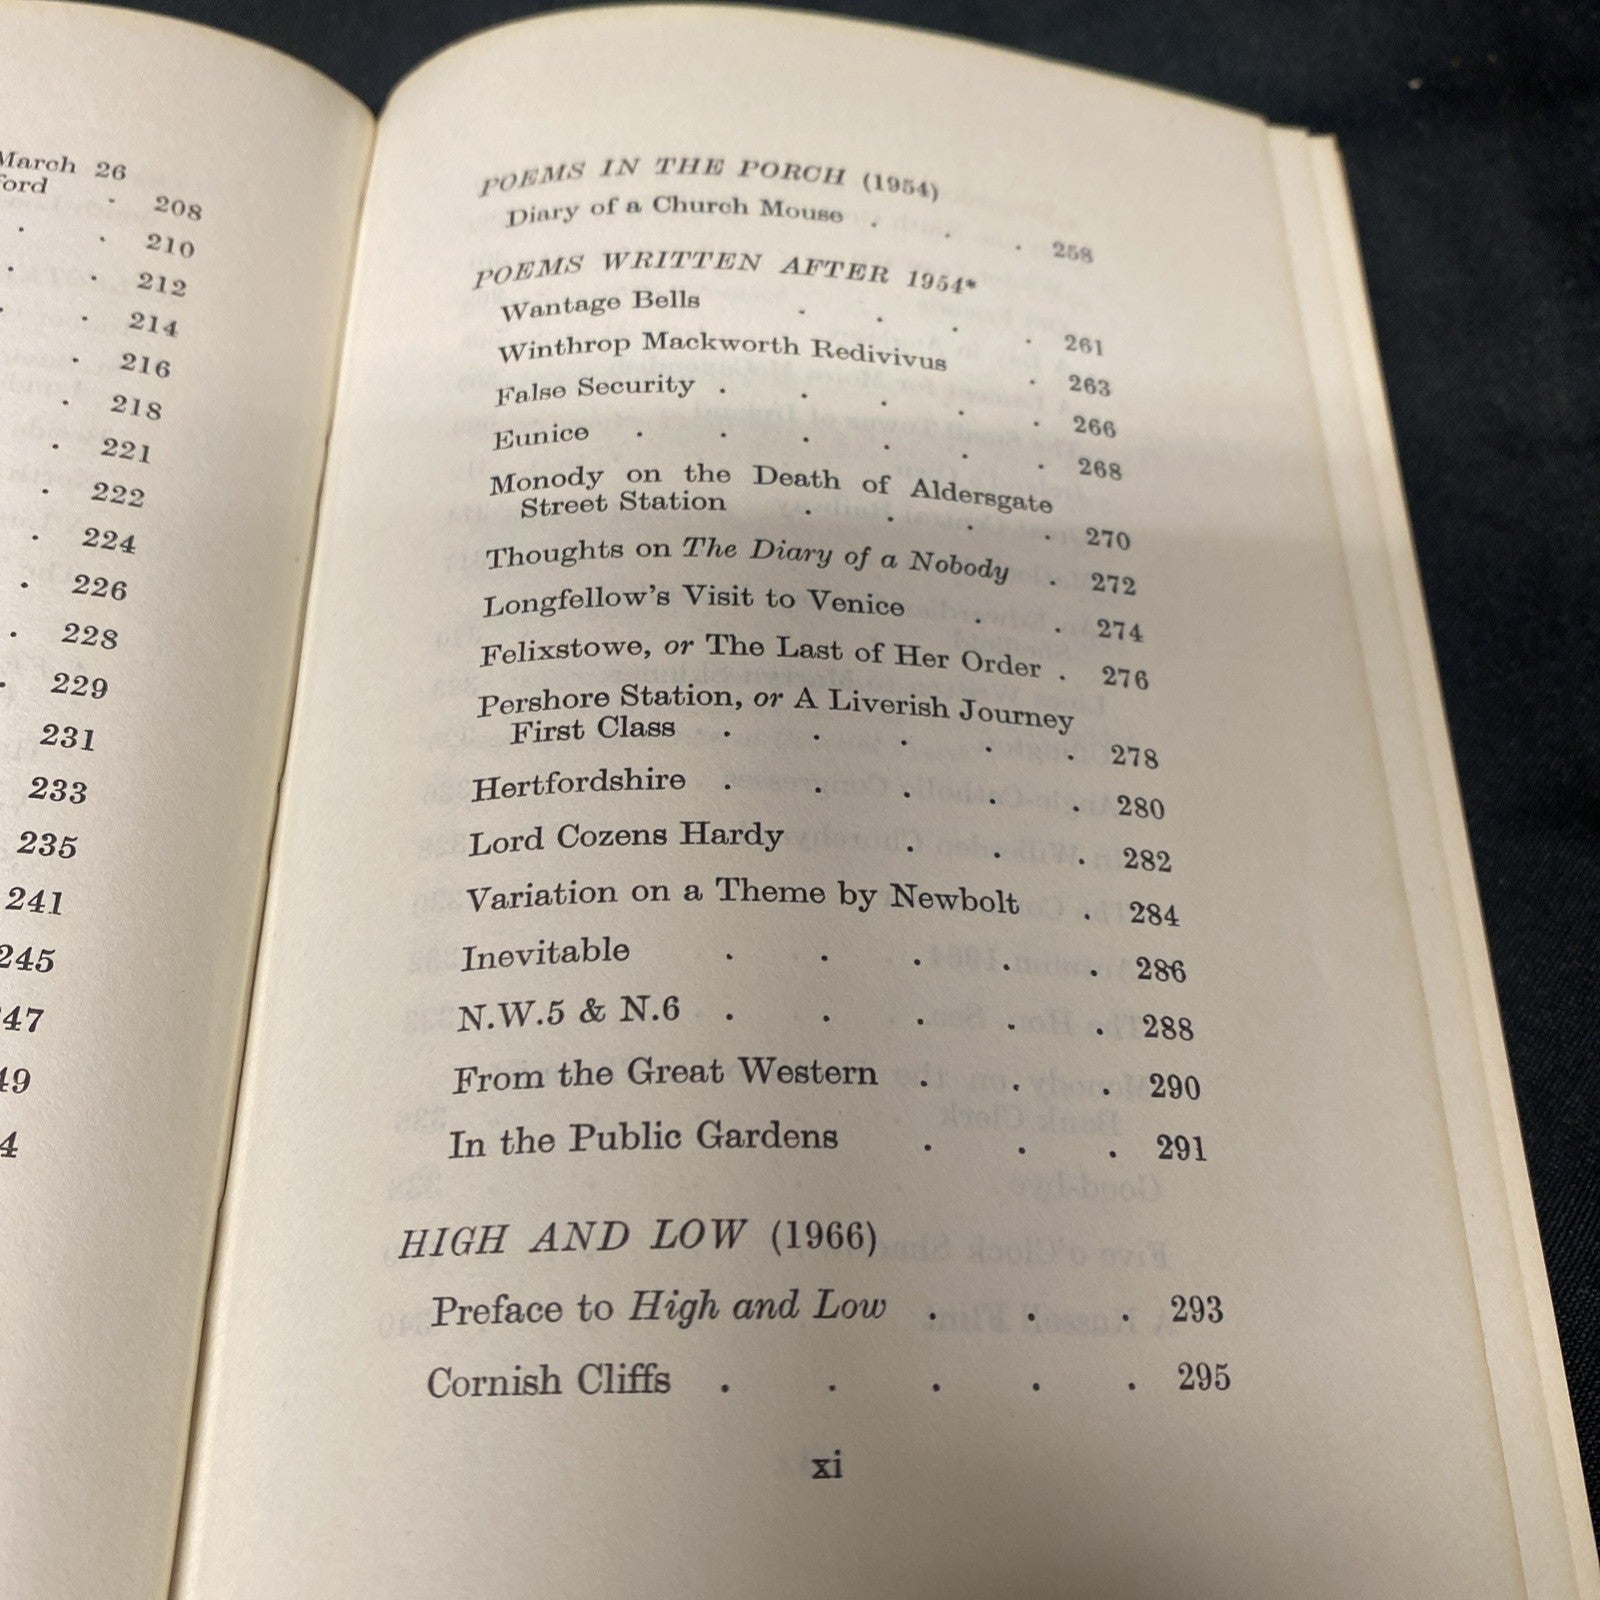 March 26
ford . 208
. . 210
. . 212
. 214
. 216
. 218
. 221
. 222
. 224
. 226
. 228
. 229
231
233
235
241
245
47
49
4
POEMS IN THE PORCH (1954)
Diary of a Church Mouse . . . 258
POEMS WRITTEN AFTER 1954*
Wantage Bells . . . . 261
Winthrop Mackworth Redivivus . 263
False Security . . . . . 266
Eunice . . . . . . 268
Monody on the Death of Aldersgate
Street Station . . . . 270
Thoughts on The Diary of a Nobody . 272
Longfellow's Visit to Venice . . 274
Felixstowe, or The Last of Her Order . 276
Pershore Station, or A Liverish Journey
First Class . . . . . 278
Hertfordshire . . . . . 280
Lord Cozens Hardy . . . 282
Variation on a Theme by Newbolt . 284
Inevitable . . . . . 286
N.W.5 & N.6 . . . . . 288
From the Great Western . . . 290
In the Public Gardens . . . 291
HIGH AND LOW (1966)
Preface to High and Low . . . 293
Cornish Cliffs . . . . . 295
xi